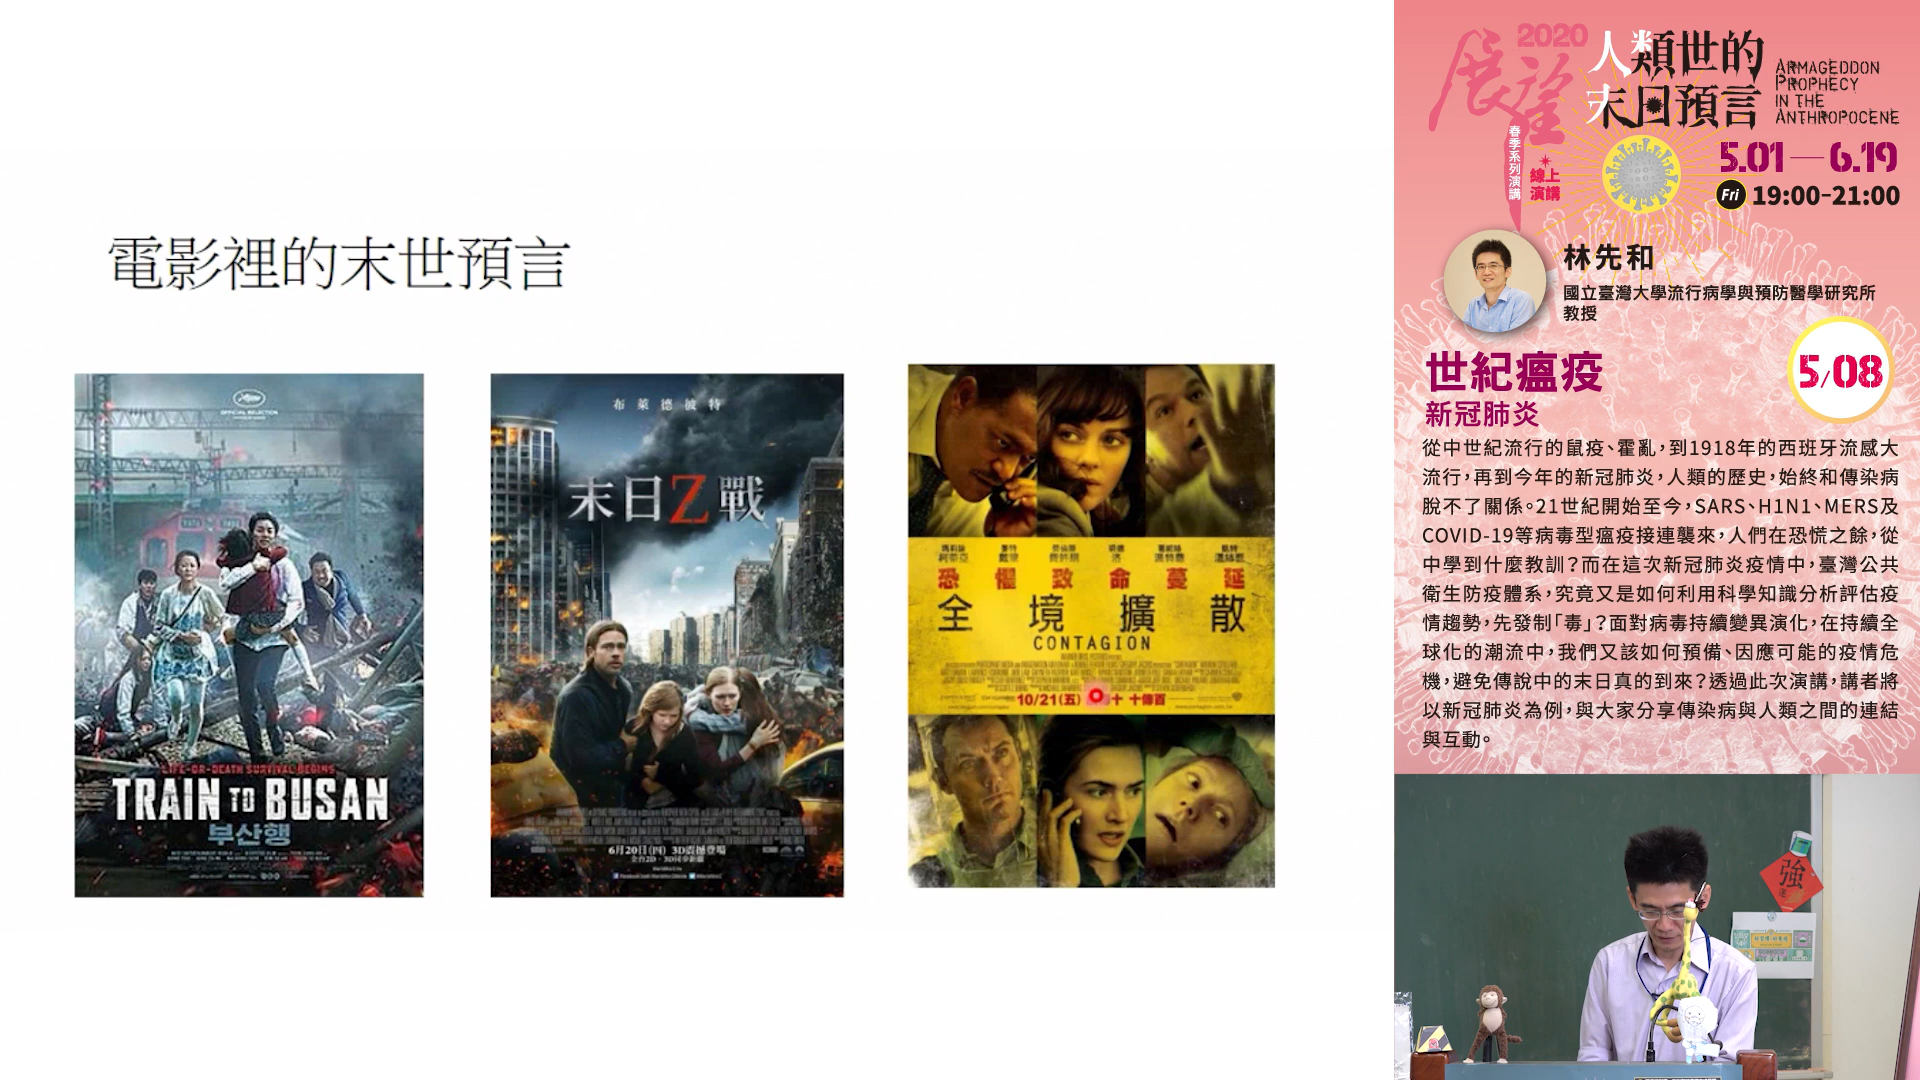 電影裡的末世預言
OFFICIAL SELECTION
LIFE-OR-DEATH SURVIVAL BEGINS
TRAIN TO BUSAN
부산행
布萊德彼特
末日Z戰
6月20日(四) 3D震撼登場
全台2D、3D同步鉅獻
恐懼致命蔓延
全境擴散
CONTAGION
10/21(五)
2020
展望
春季系列演講
線上
演講
人類世的
末日預言
ARMAGEDDON
PROPHECY
IN THE
ANTHROPOCENE
5.01—6.19
Fri 19:00-21:00
林先和
國立臺灣大學流行病學與預防醫學研究所
教授
5/08
世紀瘟疫
新冠肺炎
從中世紀流行的鼠疫、霍亂,到1918年的西班牙流感大
流行,再到今年的新冠肺炎,人類的歷史,始終和傳染病
脫不了關係。21世紀開始至今,SARS、H1N1、MERS及
COVID-19等病毒型瘟疫接連襲來,人們在恐慌之餘,從
中學到什麼教訓?而在這次新冠肺炎疫情中,臺灣公共
衛生防疫體系,究竟又是如何利用科學知識分析評估疫
情趨勢,先發制「毒」?面對病毒持續變異演化,在持續全
球化的潮流中,我們又該如何預備、因應可能的疫情危
機,避免傳說中的末日真的到來?透過此次演講,講者將
以新冠肺炎為例,與大家分享傳染病與人類之間的連結
與互動。
強